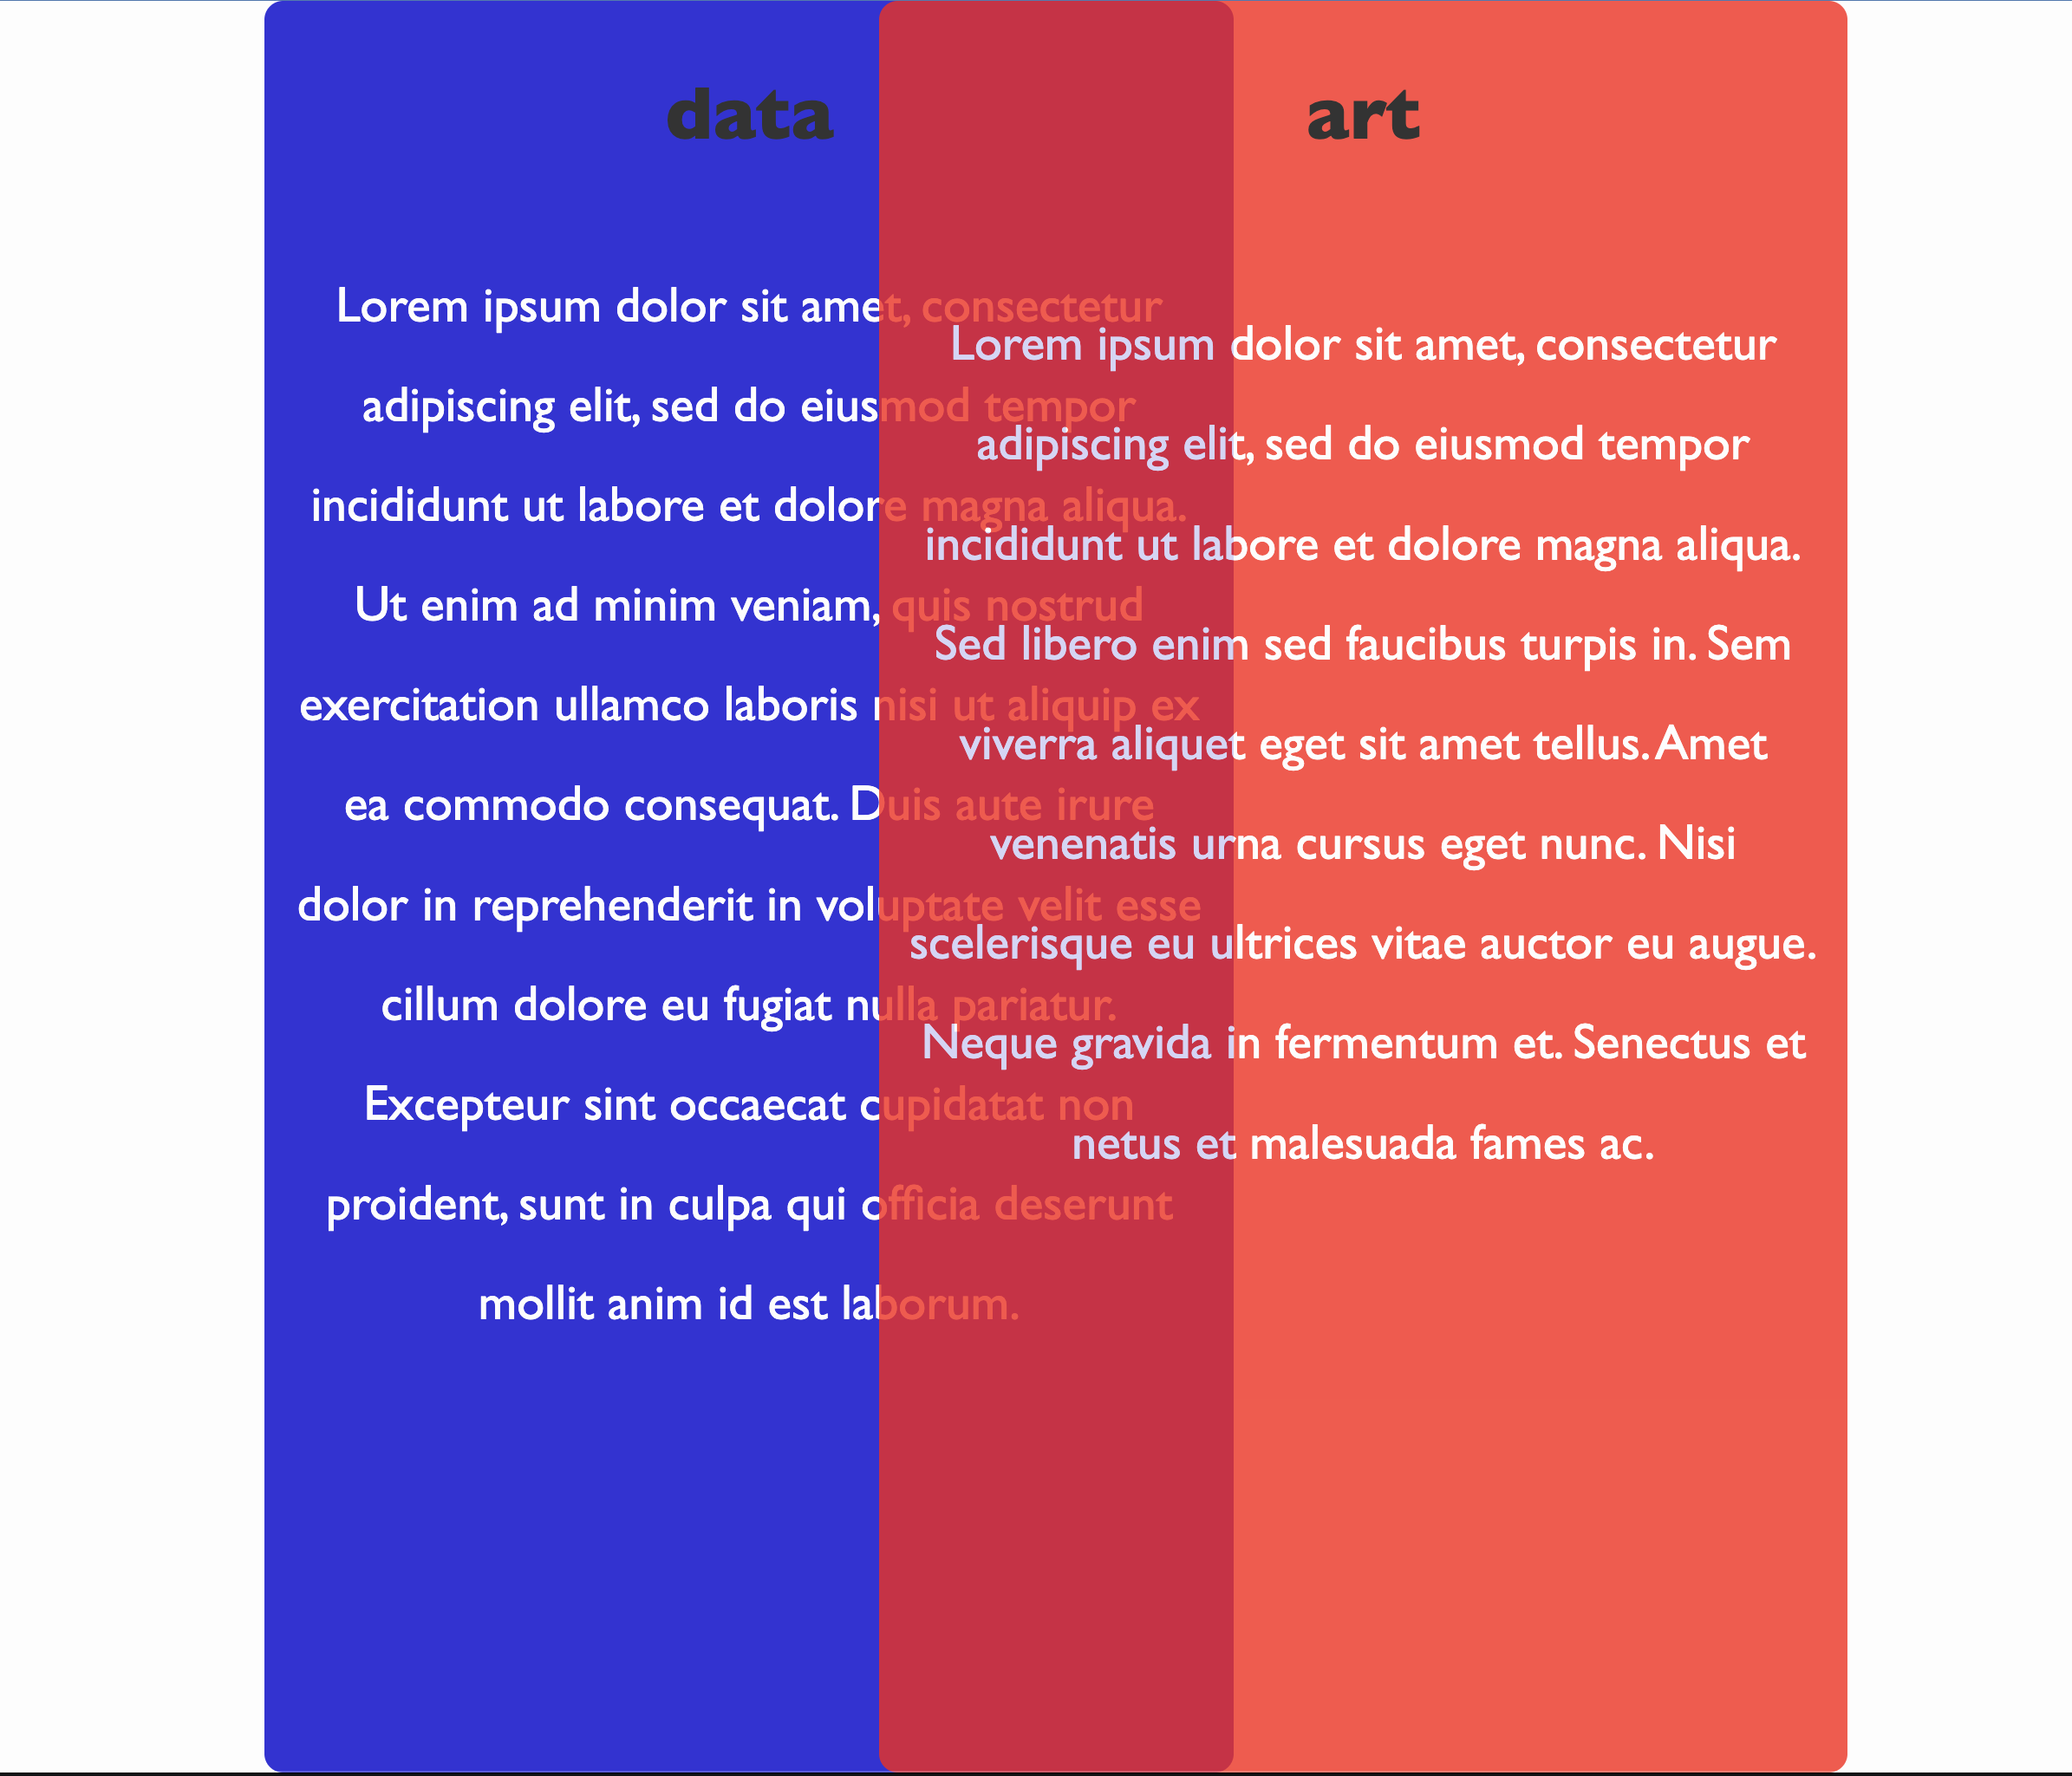 data
Lorem ipsum dolor sit amet, consectetur
adipiscing elit, sed do eiusmod tempor
incididunt ut labore et dolore magna aliqua.
Ut enim ad minim veniam, quis nostrud
exercitation ullamco laboris nisi ut aliquip ex
ea commodo consequat. Duis aute irure
dolor in reprehenderit in voluptate velit esse
cillum dolore eu fugiat nulla pariatur.
Excepteur sint occaecat cupidatat non
proident, sunt in culpa qui officia deserunt
mollit anim id est laborum.
art
Lorem ipsum dolor sit amet, consectetur
adipiscing elit, sed do eiusmod tempor
incididunt ut labore et dolore magna aliqua.
Sed libero enim sed faucibus turpis in. Sem
viverra aliquet eget sit amet tellus. Amet
venenatis urna cursus eget nunc. Nisi
scelerisque eu ultrices vitae auctor eu augue.
Neque gravida in fermentum et. Senectus et
netus et malesuada fames ac.